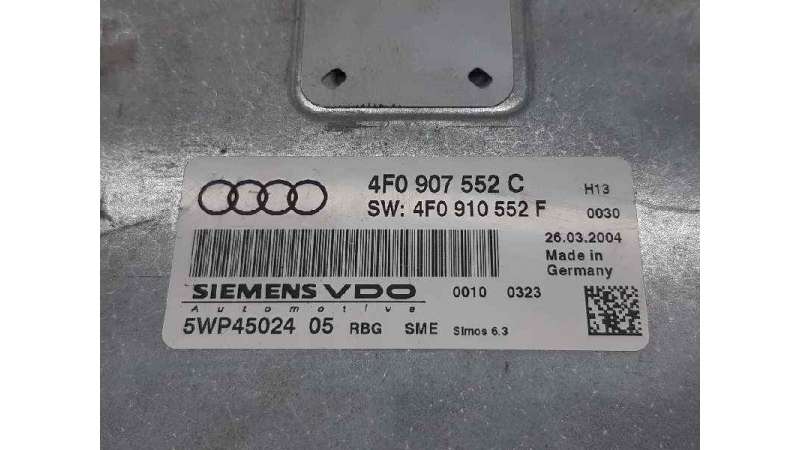 4F0 907 552 C H13
SW: 4F0 910 552 F 0030
26.03.2004
Made in
Germany
SIEMENS VDO 0010 0323
Automotive
5WP45024 05 RBG SME Simos 6.3